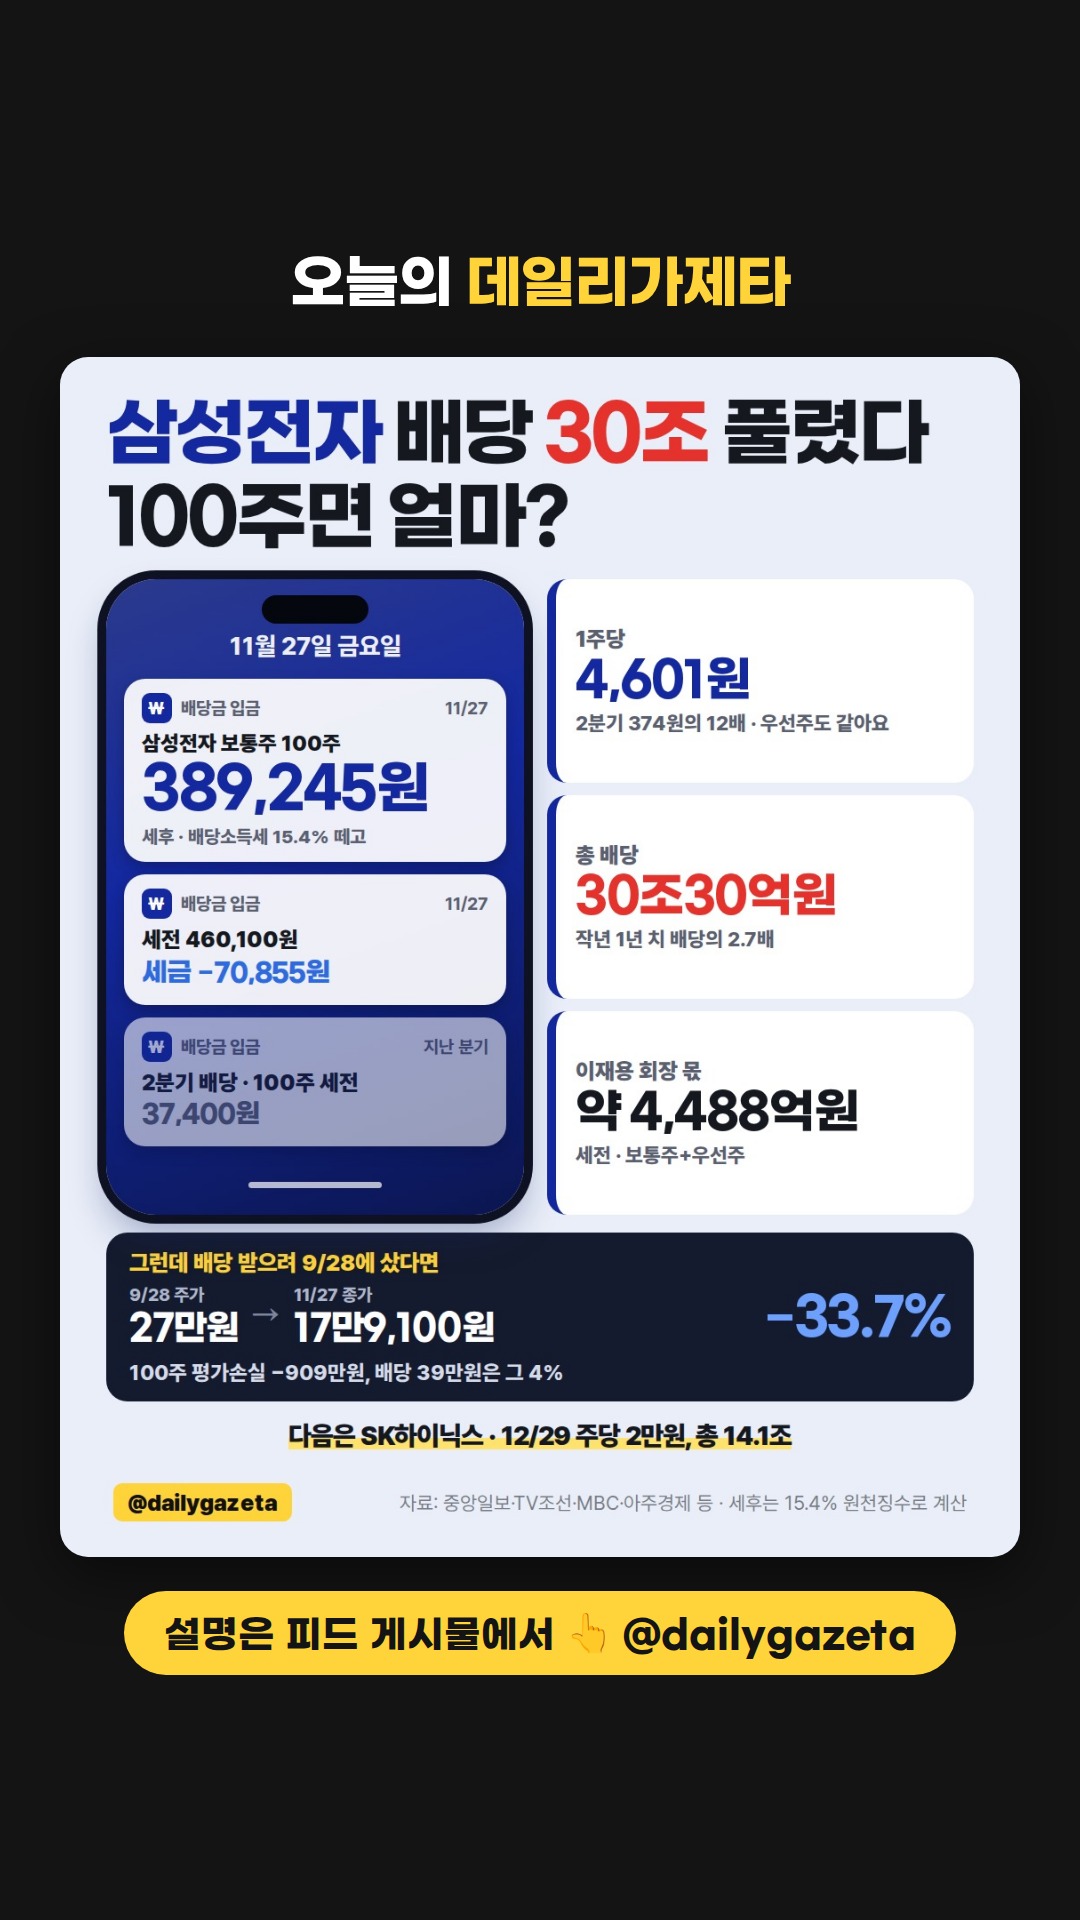 오늘의 데일리가제타
삼성전자 배당 30조 풀렸다
100주면 얼마?
11월 27일 금요일
₩ 배당금 입금 11/27
삼성전자 보통주 100주
389,245원
세후 · 배당소득세 15.4% 떼고
₩ 배당금 입금 11/27
세전 460,100원
세금 −70,855원
₩ 배당금 입금 지난 분기
2분기 배당 · 100주 세전
37,400원
1주당
4,601원
2분기 374원의 12배 · 우선주도 같아요
총 배당
30조30억원
작년 1년 치 배당의 2.7배
이재용 회장 몫
약 4,488억원
세전 · 보통주+우선주
그런데 배당 받으려 9/28에 샀다면
9/28 주가 11/27 종가
27만원 → 17만9,100원
−33.7%
100주 평가손실 −909만원, 배당 39만원은 그 4%
다음은 SK하이닉스 · 12/29 주당 2만원, 총 14.1조
@dailygazeta
자료: 중앙일보·TV조선·MBC·아주경제 등 · 세후는 15.4% 원천징수로 계산
설명은 피드 게시물에서 👆 @dailygazeta